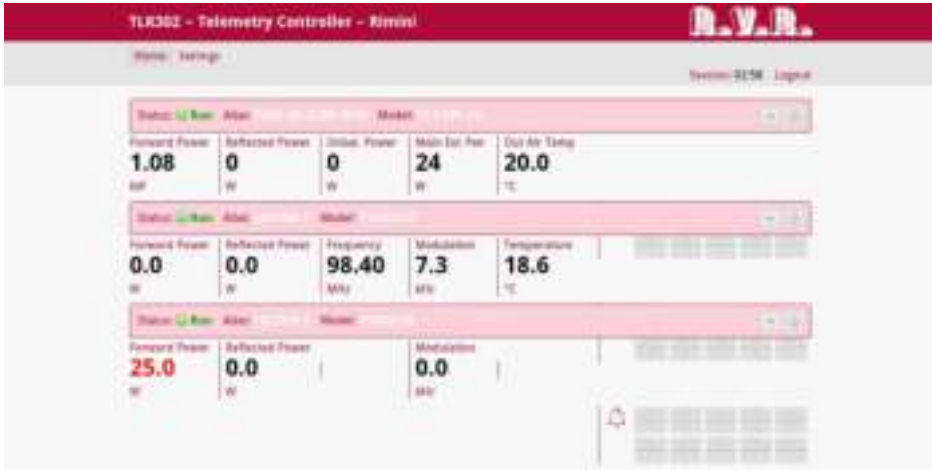 TLK302 – Telemetry Controller – Rimini
R.V.R.
Home Settings
Session 02:58 Logout
Status: Run Alias: Model:
Forward Power Reflected Power Unbal. Power Main Exc Pwr Out Air Temp
1.08 0 0 24 20.0
kW W W W °C
Status: Run Alias: Model:
Forward Power Reflected Power Frequency Modulation Temperature
0.0 0.0 98.40 7.3 18.6
W W MHz kHz °C
Status: Run Alias: Model:
Forward Power Reflected Power Modulation
25.0 0.0 0.0
W W kHz